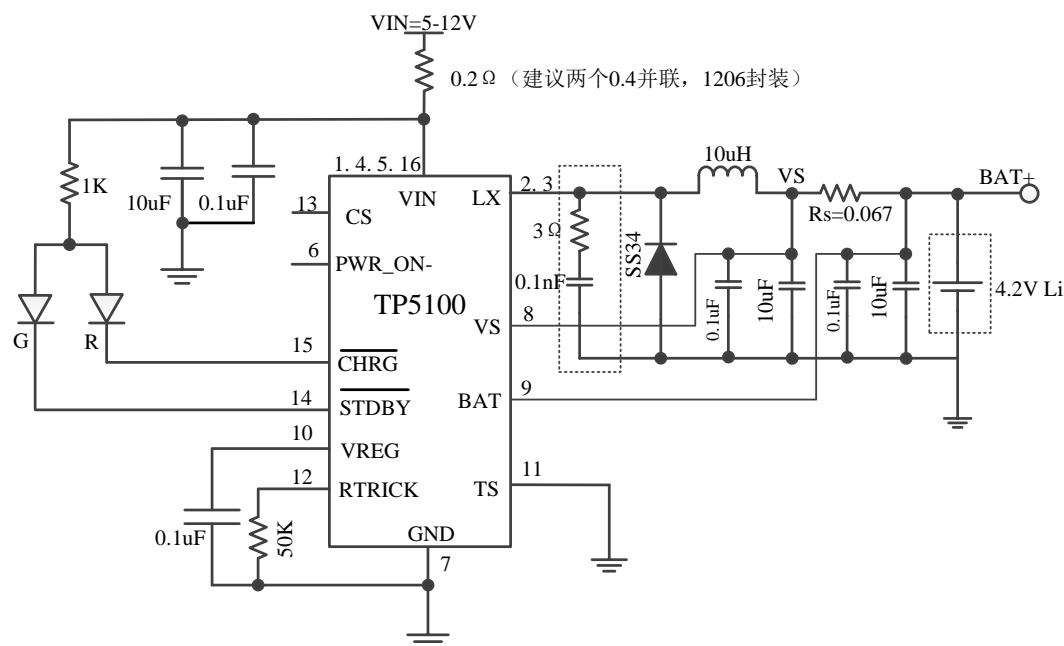 VIN=5-12V
0.2Ω（建议两个0.4并联，1206封装）
1K
10uF
0.1uF
1. 4. 5. 16
VIN
LX
2. 3
10uH
VS
Rs=0.067
BAT+
13
CS
6
PWR_ON-
TP5100
3Ω
0.1nF
SS34
VS
8
0.1uF
10uF
0.1uF
10uF
4.2V Li
G
R
15
CHRG
14
STDBY
BAT
9
10
VREG
12
RTRICK
TS
11
0.1uF
50K
GND
7